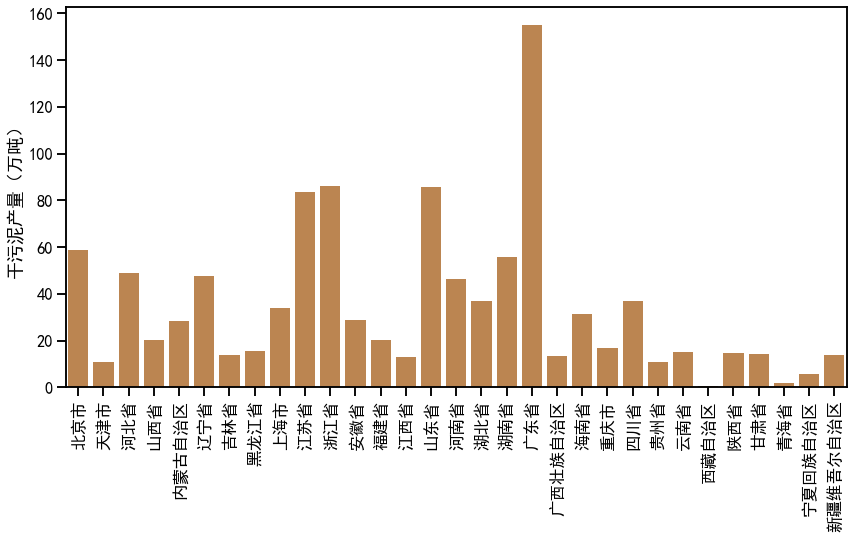 干污泥产量（万吨）
160
140
120
100
80
60
40
20
0
北京市
天津市
河北省
山西省
内蒙古自治区
辽宁省
吉林省
黑龙江省
上海市
江苏省
浙江省
安徽省
福建省
江西省
山东省
河南省
湖北省
湖南省
广东省
广西壮族自治区
海南省
重庆市
四川省
贵州省
云南省
西藏自治区
陕西省
甘肃省
青海省
宁夏回族自治区
新疆维吾尔自治区